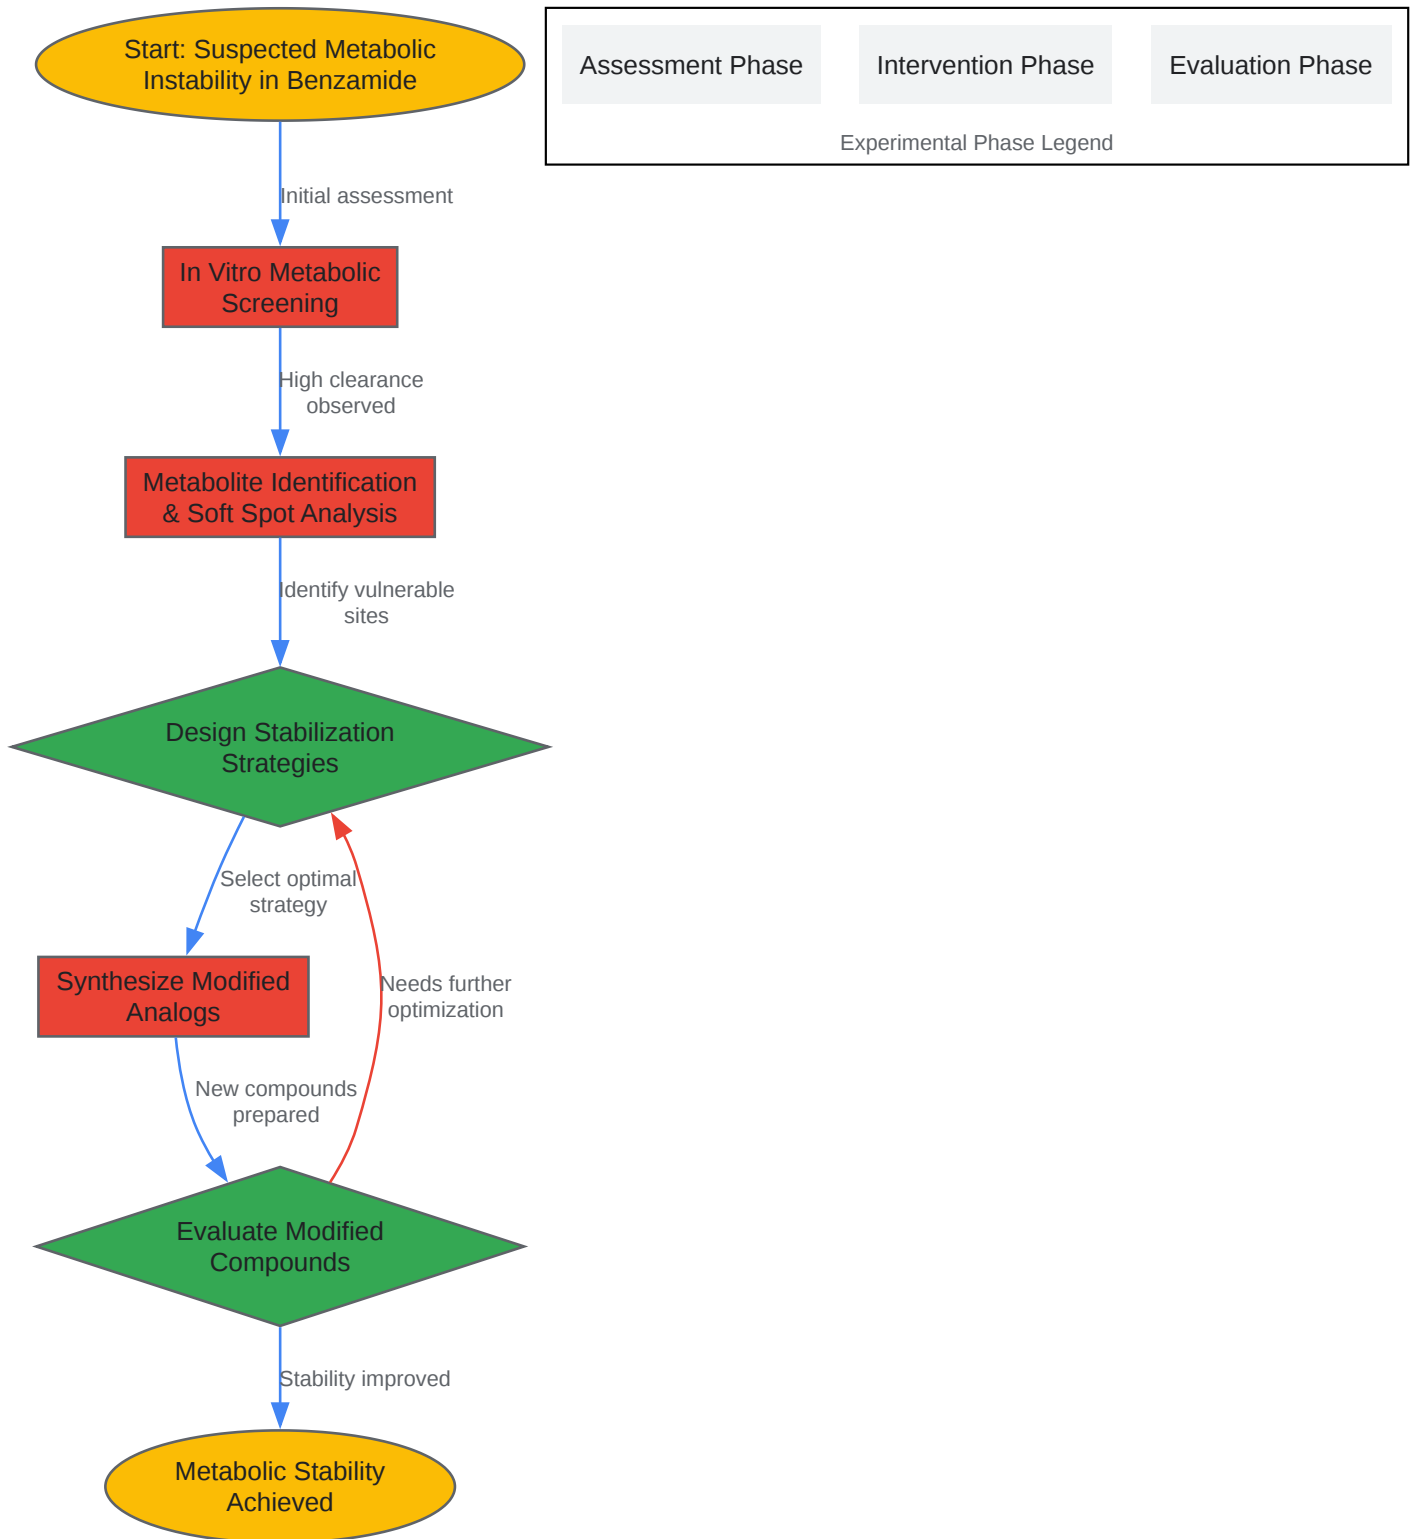 Start: Suspected Metabolic
Instability in Benzamide
Assessment Phase
Intervention Phase
Evaluation Phase
Experimental Phase Legend
Initial assessment
In Vitro Metabolic
Screening
High clearance
observed
Metabolite Identification
& Soft Spot Analysis
Identify vulnerable
sites
Design Stabilization
Strategies
Select optimal
strategy
Synthesize Modified
Analogs
Needs further
optimization
New compounds
prepared
Evaluate Modified
Compounds
Stability improved
Metabolic Stability
Achieved